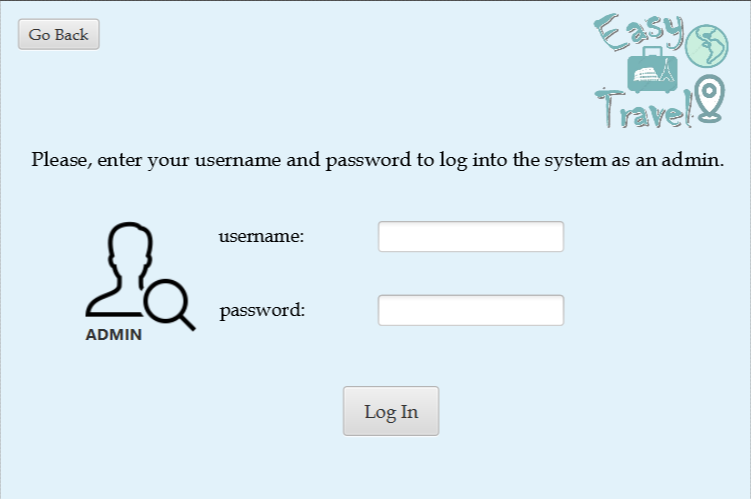 Go Back
Easy
Travel
Please, enter your username and password to log into the system as an admin.
username:
ADMIN
password:
Log In